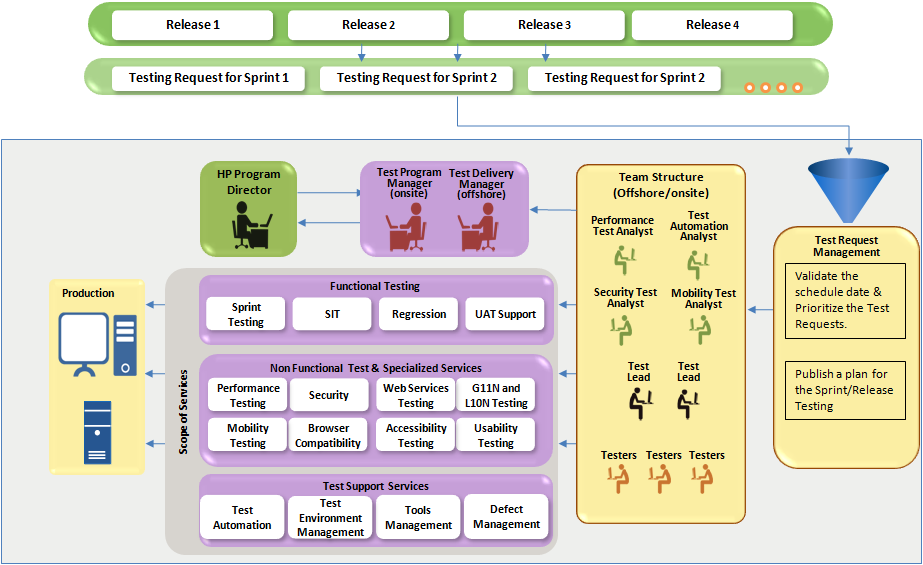 Release 1
Release 2
Release 3
Release 4
Testing Request for Sprint 1
Testing Request for Sprint 2
Testing Request for Sprint 2
HP Program
Director
Test Program
Manager
(onsite)
Test Delivery
Manager
(offshore)
Team Structure
(Offshore/onsite)
Performance
Test Analyst
Test
Automation
Analyst
Security Test
Analyst
Mobility Test
Analyst
Test
Lead
Test
Lead
Testers
Testers
Testers
Test Request
Management
Validate the
schedule date &
Prioritize the Test
Requests.
Publish a plan for
the Sprint/Release
Testing
Production
Scope of Services
Functional Testing
Sprint
Testing
SIT
Regression
UAT Support
Non Functional Test & Specialized Services
Performance
Testing
Security
Web Services
Testing
G11N and
L10N Testing
Mobility
Testing
Browser
Compatibility
Accessibility
Testing
Usability
Testing
Test Support Services
Test
Automation
Test
Environment
Management
Tools
Management
Defect
Management